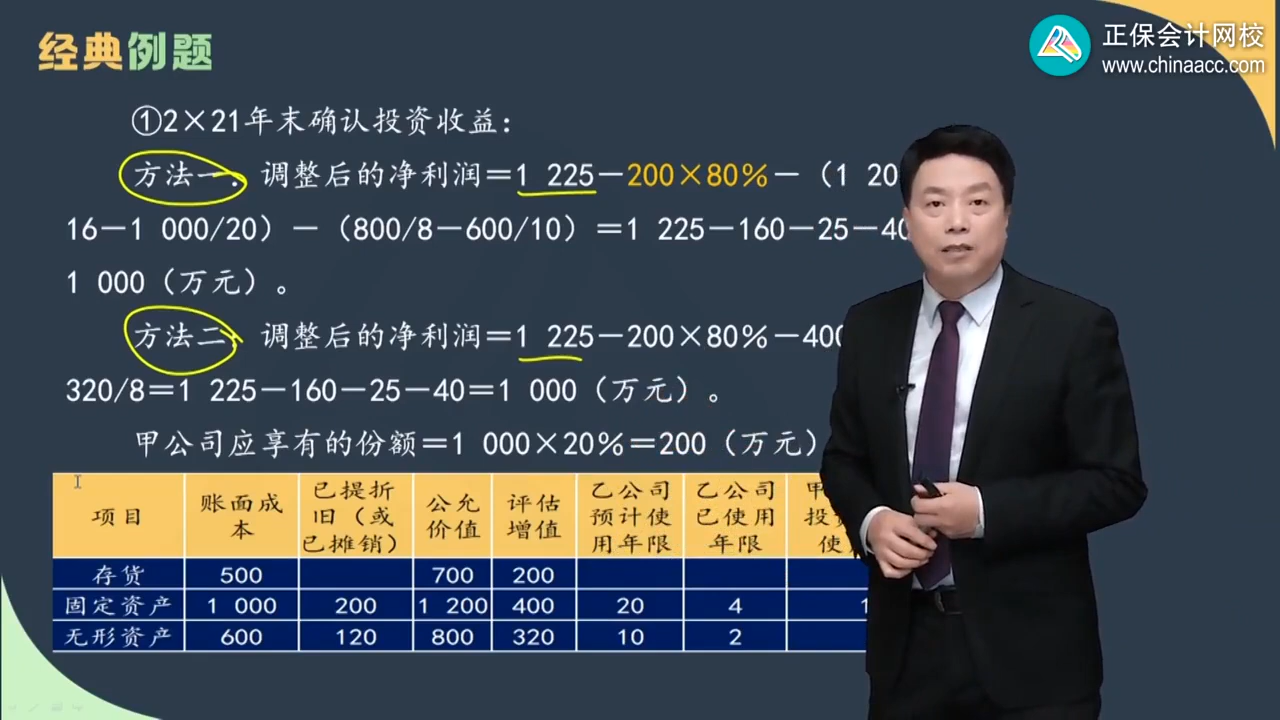 经典例题
正保会计网校
www.chinaacc.com
①2×21年末确认投资收益：
方法一：调整后的净利润＝1 225－200×80％－（1 20
16－1 000/20）－（800/8－600/10）＝1 225－160－25－40
1 000（万元）。
方法二：调整后的净利润＝1 225－200×80％－400
320/8＝1 225－160－25－40＝1 000（万元）。
甲公司应享有的份额＝1 000×20％＝200（万元）
项目 账面成本 已提折旧（或已摊销） 公允价值 评估增值 乙公司预计使用年限 乙公司已使用年限 甲 投 使
存货 500 700 200
固定资产 1 000 200 1 200 400 20 4 1
无形资产 600 120 800 320 10 2